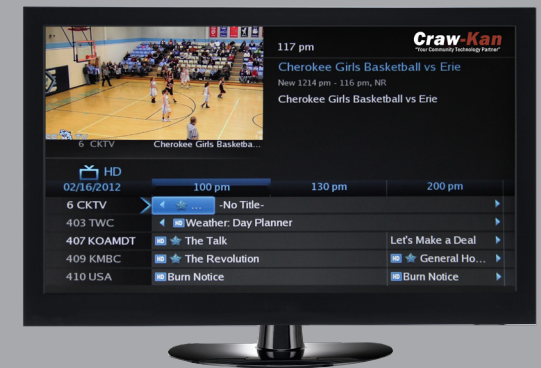 117 pm
Craw-Kan
"Your Community Technology Partner"
Cherokee Girls Basketball vs Erie
New 1214 pm - 116 pm, NR
Cherokee Girls Basketball vs Erie
6 CKTV Cherokee Girls Basketba...
HD
02/16/2012 100 pm 130 pm 200 pm
6 CKTV ... -No Title-
403 TWC HD Weather: Day Planner
407 KOAMDT HD The Talk Let's Make a Deal
409 KMBC HD The Revolution HD General Ho...
410 USA HD Burn Notice HD Burn Notice